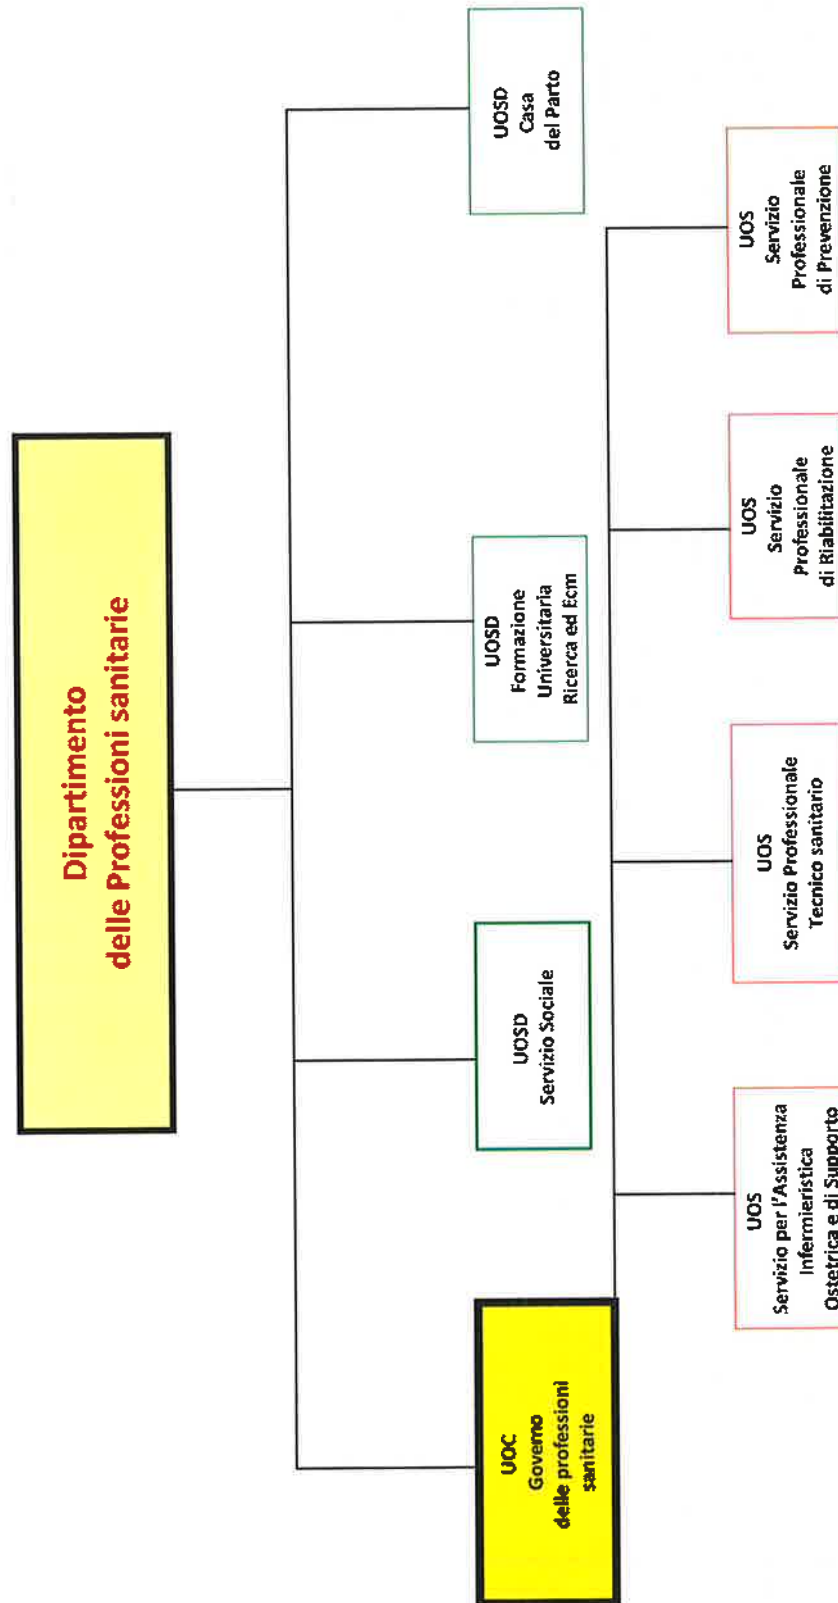 Dipartimento
delle Professioni sanitarie
UOC
Governo
delle professioni
sanitarie
UOSD
Servizio Sociale
UOSD
Formazione
Universitaria
Ricerca ed Ecm
UOSD
Casa
del Parto
UOS
Servizio per l'Assistenza
Infermieristica
Ostetrica e di Supporto
UOS
Servizio Professionale
Tecnico sanitario
UOS
Servizio
Professionale
di Riabilitazione
UOS
Servizio
Professionale
di Prevenzione